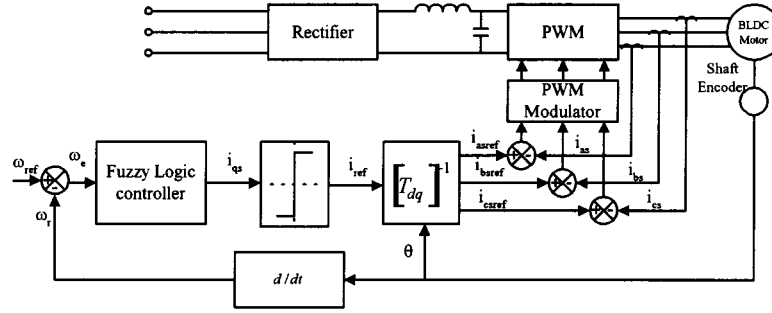 Rectifier
PWM
BLDC
Motor
Shaft
Encoder
PWM
Modulator
ω_ref
ω_e
ω_r
Fuzzy Logic
controller
i_qs
i_ref
[T_dq]^-1
i_asref
i_bsref
i_csref
i_as
i_bs
i_cs
θ
d/dt